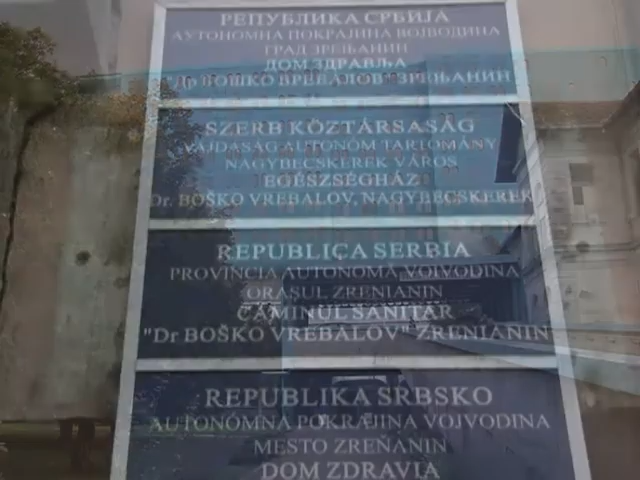 РЕПУБЛИКА СРБИЈА
АУТОНОМНА ПОКРАЈИНА ВОЈВОДИНА
ГРАД ЗРЕЊАНИН
ДОМ ЗДРАВЉА
"Др БОШКО ВРЕБАЛОВ" ЗРЕЊАНИН
SZERB KÖZTÁRSASÁG
VAJDASÁG AUTONÓM TARTOMÁNY
NAGYBECSKEREK VÁROS
EGÉSZSÉGHÁZ
Dr. BOŠKO VREBALOV, NAGYBECSKEREK
REPUBLICA SERBIA
PROVINCIA AUTONOMĂ VOIVODINA
ORAŞUL ZRENIANIN
CĂMINUL SANITAR
"Dr BOŠKO VREBALOV" ZRENIANIN
REPUBLIKA SRBSKO
AUTONÓMNA POKRAJINA VOJVODINA
MESTO ZREŇANIN
DOM ZDRAVIA